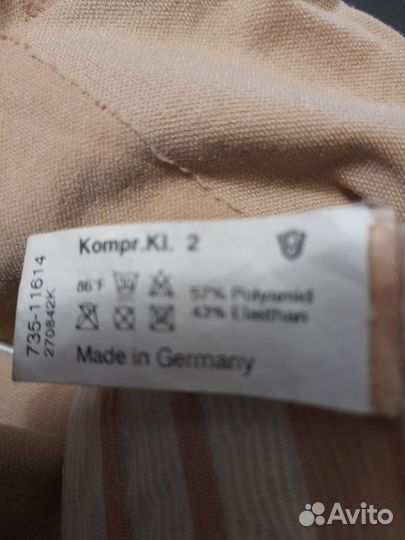 Kompr.Kl. 2
86°F
57% Polyamid
43% Elasthan
Made in Germany
735-11614
270842K
Avito